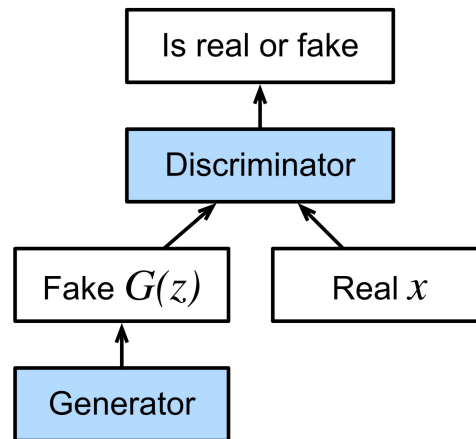 Is real or fake
Discriminator
Fake G(z)
Real x
Generator